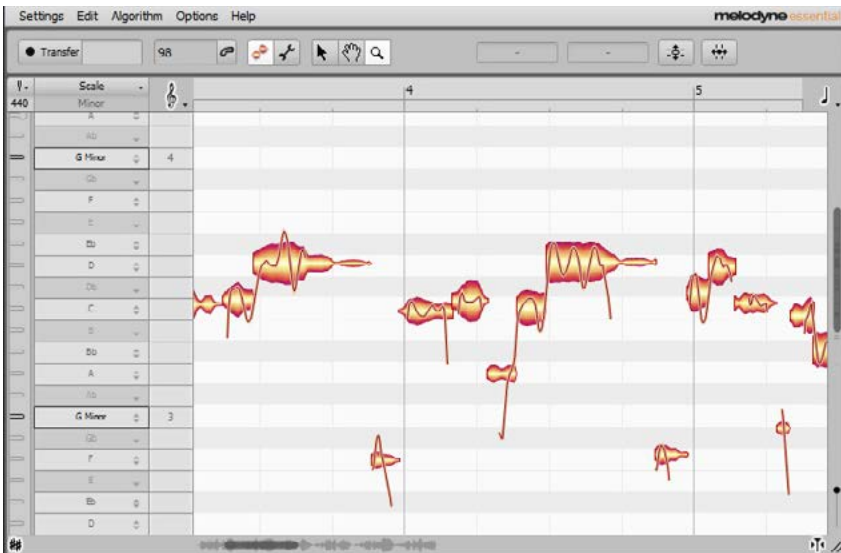 Settings Edit Algorithm Options Help melodyne essential
Transfer 98 - -
Scale 4 5
440 Minor
A
Ab
G Minor 4
Gb
F
E
Eb
D
Db
C
B
Bb
A
Ab
G Minor 3
Gb
F
E
Eb
D